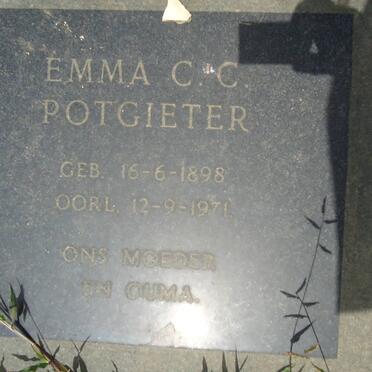 EMMA C. C.
POTGIETER
GEB. 16-6-1898
OORL. 12-9-1971.
ONS MOEDER
EN OUMA.